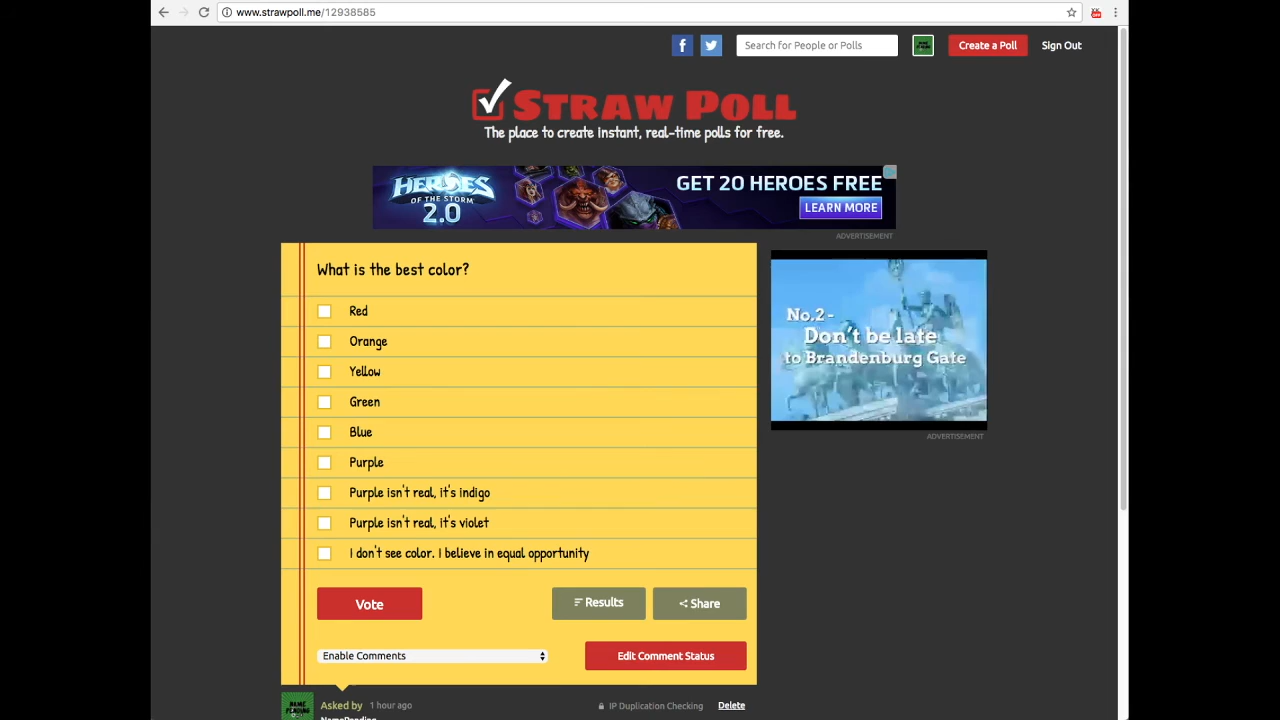 www.strawpoll.me/12938585
Search for People or Polls
Create a Poll
Sign Out
STRAW POLL
The place to create instant, real-time polls for free.
HEROES
OF THE STORM
2.0
GET 20 HEROES FREE
LEARN MORE
ADVERTISEMENT
What is the best color?
Red
Orange
Yellow
Green
Blue
Purple
Purple isn't real, it's indigo
Purple isn't real, it's violet
I don't see color. I believe in equal opportunity
No.2 -
Don't be late
to Brandenburg Gate
ADVERTISEMENT
Vote
Results
Share
Enable Comments
Edit Comment Status
NAME
PENDING
Asked by 1 hour ago
IP Duplication Checking
Delete
NamePending